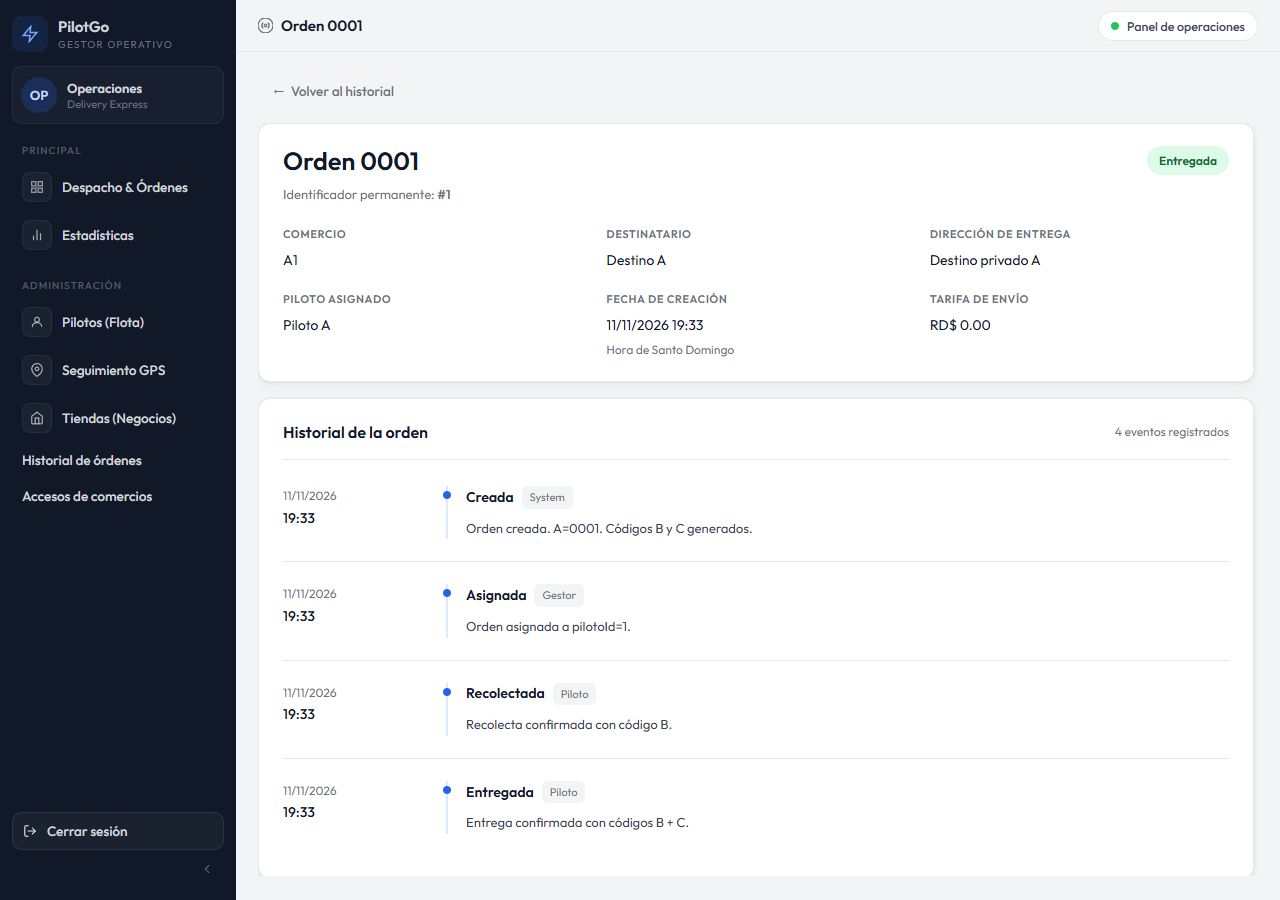 PilotGo
GESTOR OPERATIVO
OP
Operaciones
Delivery Express
PRINCIPAL
Despacho & Órdenes
Estadísticas
ADMINISTRACIÓN
Pilotos (Flota)
Seguimiento GPS
Tiendas (Negocios)
Historial de órdenes
Accesos de comercios
Cerrar sesión
Orden 0001
Panel de operaciones
← Volver al historial
Orden 0001
Entregada
Identificador permanente: #1
COMERCIO
A1
DESTINATARIO
Destino A
DIRECCIÓN DE ENTREGA
Destino privado A
PILOTO ASIGNADO
Piloto A
FECHA DE CREACIÓN
11/11/2026 19:33
Hora de Santo Domingo
TARIFA DE ENVÍO
RD$ 0.00
Historial de la orden
4 eventos registrados
11/11/2026
19:33
Creada System
Orden creada. A=0001. Códigos B y C generados.
11/11/2026
19:33
Asignada Gestor
Orden asignada a pilotoId=1.
11/11/2026
19:33
Recolectada Piloto
Recolecta confirmada con código B.
11/11/2026
19:33
Entregada Piloto
Entrega confirmada con códigos B + C.